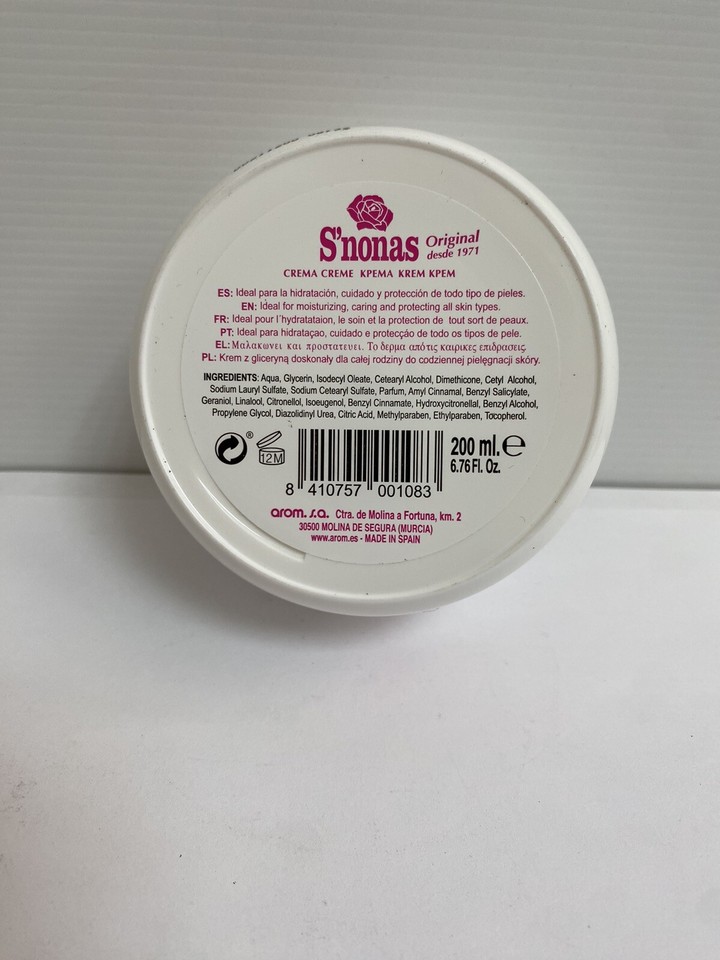 S'nonas Original
desde 1971
CREMA CREME КРЕМА KREM КРЕМ
ES: Ideal para la hidratación, cuidado y protección de todo tipo de pieles.
EN: Ideal for moisturizing, caring and protecting all skin types.
FR: Ideal pour l´hydratataion, le soin et la protection de tout sort de peaux.
PT: Ideal para hidrataçao, cuidado e protecção do todo os tipos de pele.
EL: Μαλακωνει και προστατευει. Το δερμα απότις καιρικες επιδρασεις.
PL: Krem z gliceryną doskonały dla całej rodziny do codziennej pielęgnacji skóry.
INGREDIENTS: Aqua, Glycerin, Isodecyl Oleate, Cetearyl Alcohol, Dimethicone, Cetyl Alcohol,
Sodium Lauryl Sulfate, Sodium Cetearyl Sulfate, Parfum, Amyl Cinnamal, Benzyl Salicylate,
Geraniol, Linalool, Citronellol, Isoeugenol, Benzyl Cinnamate, Hydroxycitronellal, Benzyl Alcohol,
Propylene Glycol, Diazolidinyl Urea, Citric Acid, Methylparaben, Ethylparaben, Tocopherol.
® 12M
200 ml. ℮
6.76 Fl. Oz.
8 410757 001083
arom. s.a. Ctra. de Molina a Fortuna, km. 2
30500 MOLINA DE SEGURA (MURCIA)
www.arom.es - MADE IN SPAIN